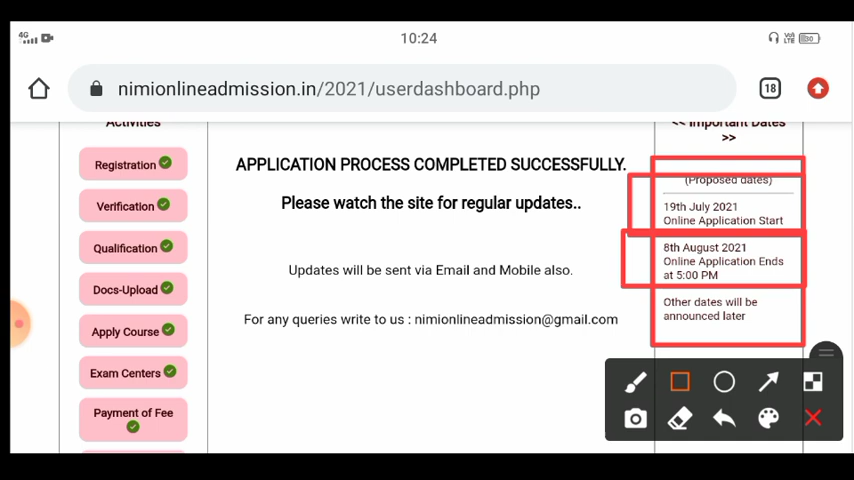 4G
10:24
Vo)
LTE
30
nimionlineadmission.in/2021/userdashboard.php
18
Activities
<< Important Dates
>>
Registration
APPLICATION PROCESS COMPLETED SUCCESSFULLY.
(Proposed dates)
Verification
Please watch the site for regular updates..
19th July 2021
Online Application Start
Qualification
8th August 2021
Online Application Ends
at 5:00 PM
Updates will be sent via Email and Mobile also.
Docs-Upload
Other dates will be
announced later
For any queries write to us : nimionlineadmission@gmail.com
Apply Course
Exam Centers
Payment of Fee